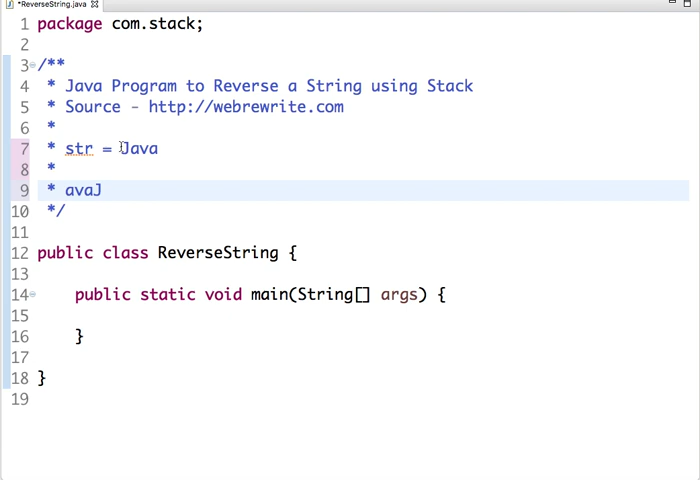 *ReverseString.java
1 package com.stack;
2
3 /**
4 * Java Program to Reverse a String using Stack
5 * Source - http://webrewrite.com
6 *
7 * str = Java
8 *
9 * avaJ
10 */
11
12 public class ReverseString {
13
14 public static void main(String[] args) {
15
16 }
17
18 }
19